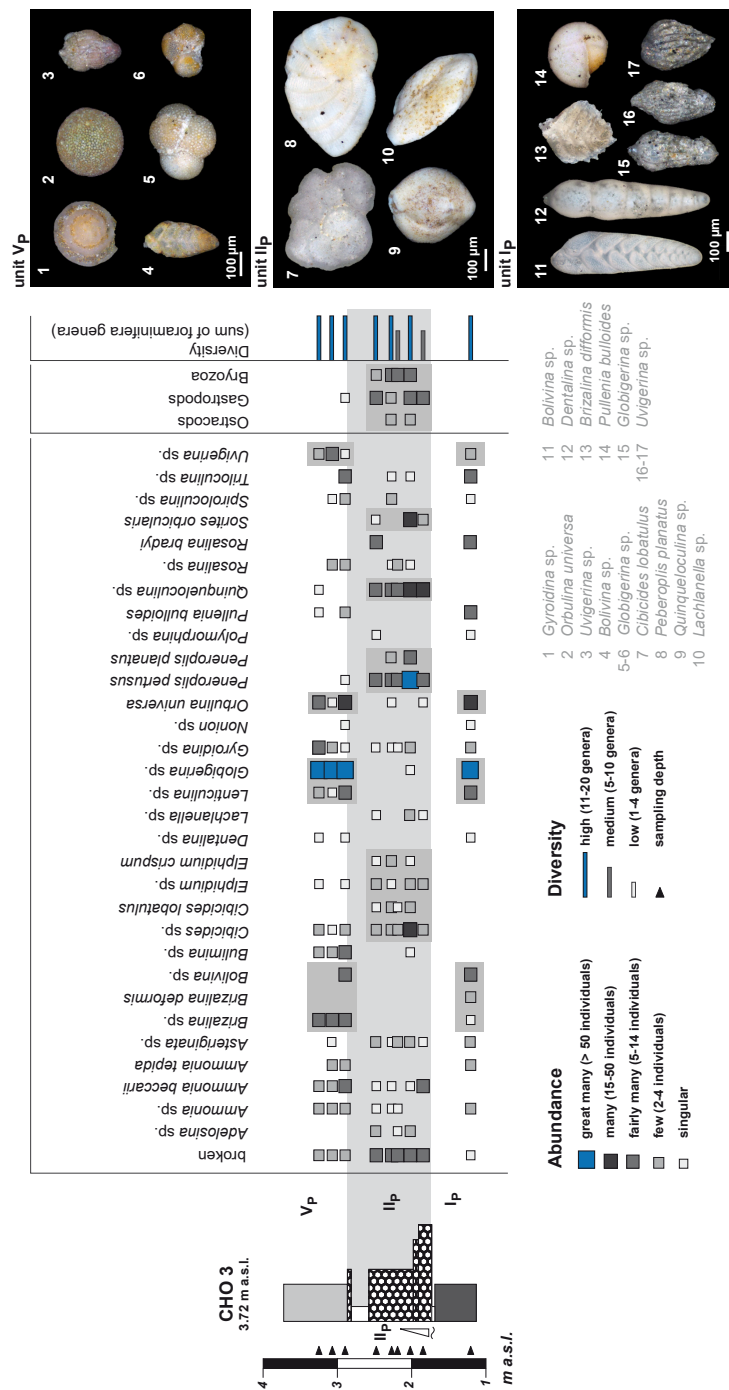 CHO 3
3.72 m a.s.l.
4
3
2
1
m a.s.l.
II P
V P
II P
I P
broken
Adelosina sp.
Ammonia sp.
Ammonia beccarii
Ammonia tepida
Asteriginata sp.
Brizalina sp.
Brizalina deformis
Bolivina sp.
Bulimina sp.
Cibicides sp.
Cibicides lobatulus
Elphidium sp.
Elphidium crispum
Dentalina sp.
Lachlanella sp.
Lenticulina sp.
Globigerina sp.
Gyroidina sp.
Nonion sp.
Orbulina universa
Peneroplis pertusus
Peneroplis planatus
Polymorphina sp.
Pullenia bulloides
Quinqueloculina sp.
Rosalina sp.
Rosalina bradyi
Sorites orbicularis
Spiroloculina sp.
Triloculina sp.
Uvigerina sp.
Ostracods
Gastropods
Bryozoa
Diversity
(sum of foraminifera genera)
Abundance
great many (> 50 individuals)
many (15-50 individuals)
fairly many (5-14 individuals)
few (2-4 individuals)
singular
Diversity
high (11-20 genera)
medium (5-10 genera)
low (1-4 genera)
sampling depth
1 Gyroidina sp.
2 Orbulina universa
3 Uvigerina sp.
4 Bolivina sp.
5-6 Globigerina sp.
7 Cibicides lobatulus
8 Peberoplis planatus
9 Quinqueloculina sp.
10 Lachlanella sp.
11 Bolivina sp.
12 Dentalina sp.
13 Brizalina difformis
14 Pullenia bulloides
15 Globigerina sp.
16-17 Uvigerina sp.
unit V P
1
2
3
4
5
6
100 µm
unit II P
7
8
9
10
100 µm
unit I P
11
12
13
14
15
16
17
100 µm